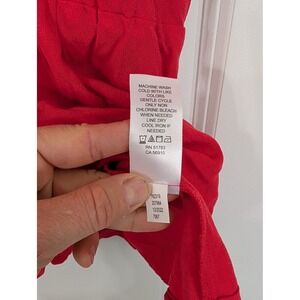 MACHINE WASH
COLD WITH LIKE
COLORS
GENTLE CYCLE
ONLY NON
CHLORINE BLEACH
WHEN NEEDED
LINE DRY
COOL IRON IF
NEEDED
RN 51783
CA 56910